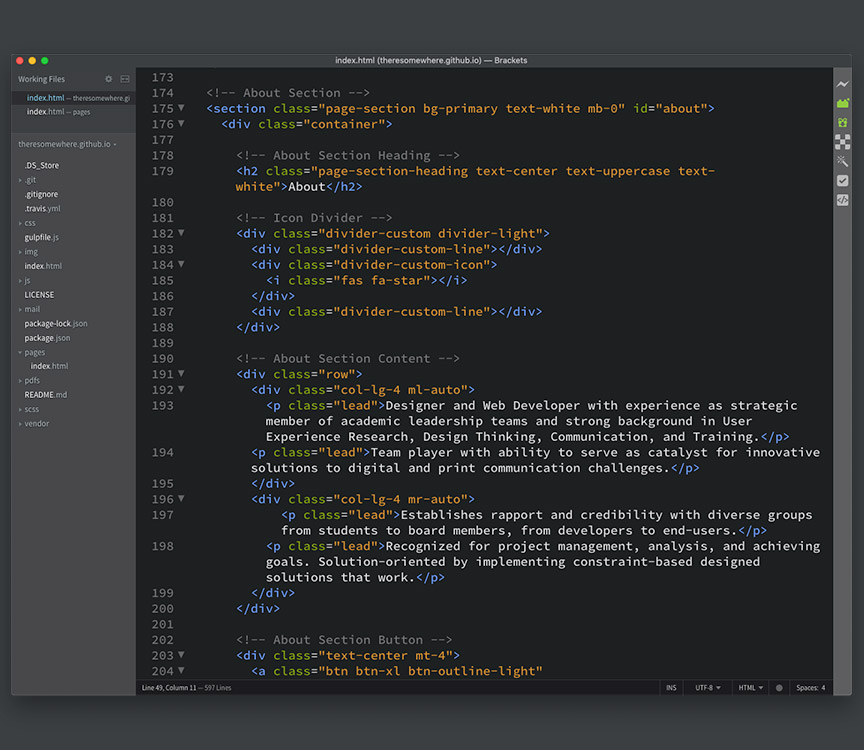 index.html (theresomewhere.github.io) — Brackets
Working Files
index.html — theresomewhere.gi
index.html — pages
theresomewhere.github.io
.DS_Store
.git
.gitignore
.travis.yml
css
gulpfile.js
img
index.html
js
LICENSE
mail
package-lock.json
package.json
pages
index.html
pdfs
README.md
scss
vendor
173
174 <!-- About Section -->
175 <section class="page-section bg-primary text-white mb-0" id="about">
176 <div class="container">
177
178 <!-- About Section Heading -->
179 <h2 class="page-section-heading text-center text-uppercase text-
white">About</h2>
180
181 <!-- Icon Divider -->
182 <div class="divider-custom divider-light">
183 <div class="divider-custom-line"></div>
184 <div class="divider-custom-icon">
185 <i class="fas fa-star"></i>
186 </div>
187 <div class="divider-custom-line"></div>
188 </div>
189
190 <!-- About Section Content -->
191 <div class="row">
192 <div class="col-lg-4 ml-auto">
193 <p class="lead">Designer and Web Developer with experience as strategic
member of academic leadership teams and strong background in User
Experience Research, Design Thinking, Communication, and Training.</p>
194 <p class="lead">Team player with ability to serve as catalyst for innovative
solutions to digital and print communication challenges.</p>
195 </div>
196 <div class="col-lg-4 mr-auto">
197 <p class="lead">Establishes rapport and credibility with diverse groups
from students to board members, from developers to end-users.</p>
198 <p class="lead">Recognized for project management, analysis, and achieving
goals. Solution-oriented by implementing constraint-based designed
solutions that work.</p>
199 </div>
200 </div>
201
202 <!-- About Section Button -->
203 <div class="text-center mt-4">
204 <a class="btn btn-xl btn-outline-light"
Line 49, Column 11 — 597 Lines
INS UTF-8 HTML Spaces: 4